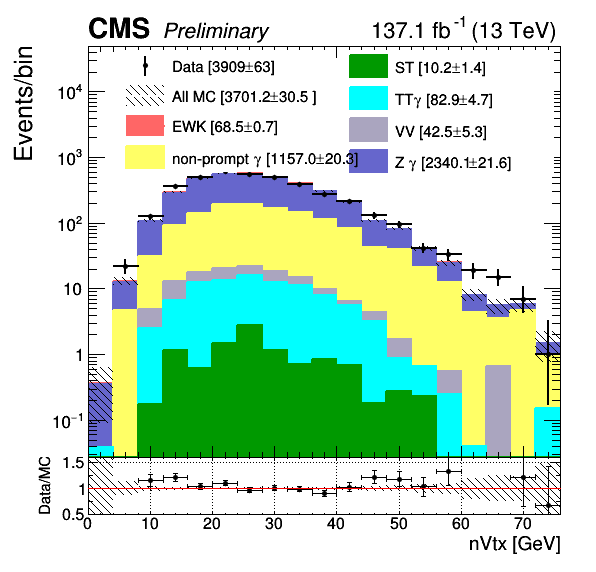 CMS Preliminary 137.1 fb⁻¹ (13 TeV)
Events/bin
Data [3909±63]
All MC [3701.2±30.5 ]
EWK [68.5±0.7]
non-prompt γ [1157.0±20.3]
ST [10.2±1.4]
TTγ [82.9±4.7]
VV [42.5±5.3]
Z γ [2340.1±21.6]
10⁴
10³
10²
10
1
10⁻¹
Data/MC
1.5
1
0.5
0 10 20 30 40 50 60 70
nVtx [GeV]